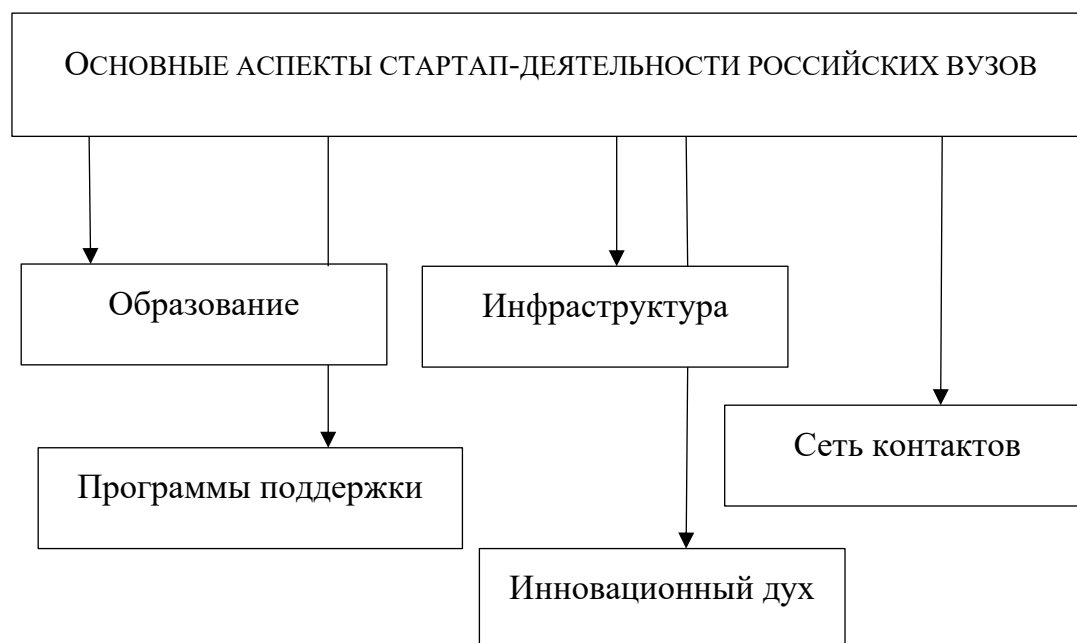 ОСНОВНЫЕ АСПЕКТЫ СТАРТАП-ДЕЯТЕЛЬНОСТИ РОССИЙСКИХ ВУЗОВ
Образование
Инфраструктура
Сеть контактов
Программы поддержки
Инновационный дух